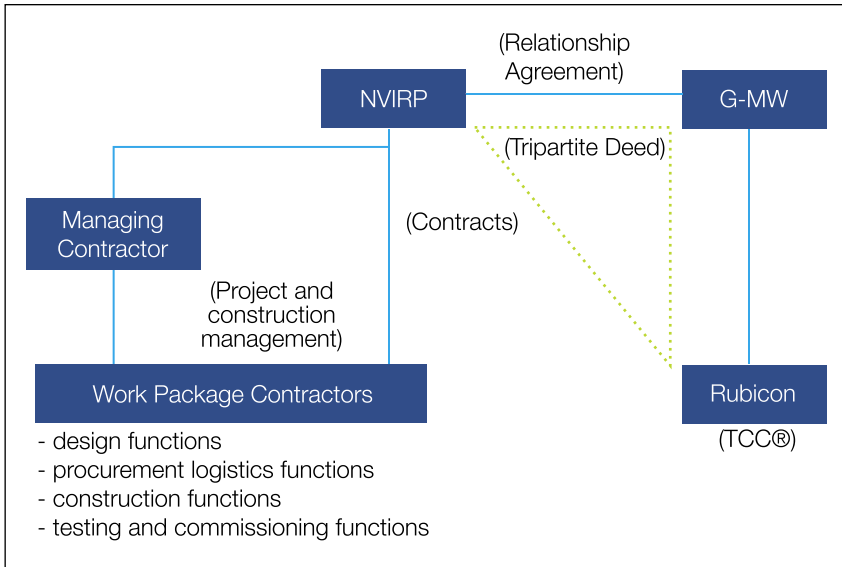 (Relationship
Agreement)
NVIRP
G-MW
(Tripartite Deed)
Managing
Contractor
(Contracts)
(Project and
construction
management)
Work Package Contractors
Rubicon
(TCC®)
- design functions
- procurement logistics functions
- construction functions
- testing and commissioning functions